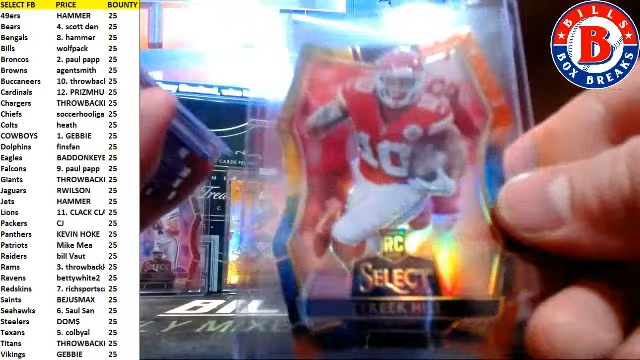 SELECT FB PRICE BOUNTY
49ers HAMMER 25
Bears 4. scott den 25
Bengals 8. hammer 25
Bills wolfpack 25
Broncos 2. paul papp 25
Browns agentsmith 25
Buccaneers 10. throwbacl 25
Cardinals 12. PRIZMHU 25
Chargers THROWBACKI 25
Chiefs soccerhooliga 25
Colts heath 25
COWBOYS 1. GEBBIE 25
Dolphins finsfan 25
Eagles BADDONKEYE 25
Falcons 9. paul papp 25
Giants THROWBACKI 25
Jaguars RWILSON 25
Jets HAMMER 25
Lions 11. CLACK CLA 25
Packers CJ 25
Panthers KEVIN HOKE 25
Patriots Mike Mea 25
Raiders bill Vaut 25
Rams 3. throwbackl 25
Ravens bettywhite2 25
Redskins 7. richsportsc 25
Saints BEJUSMAX 25
Seahawks 6. Saul San 25
Steelers DOM$ 25
Texans 5. colbyal 25
Titans THROWBACKI 25
Vikings GEBBIE 25
BILLS
B
BOX BREAKS
RC
SELECT
BIL
LY MIXE